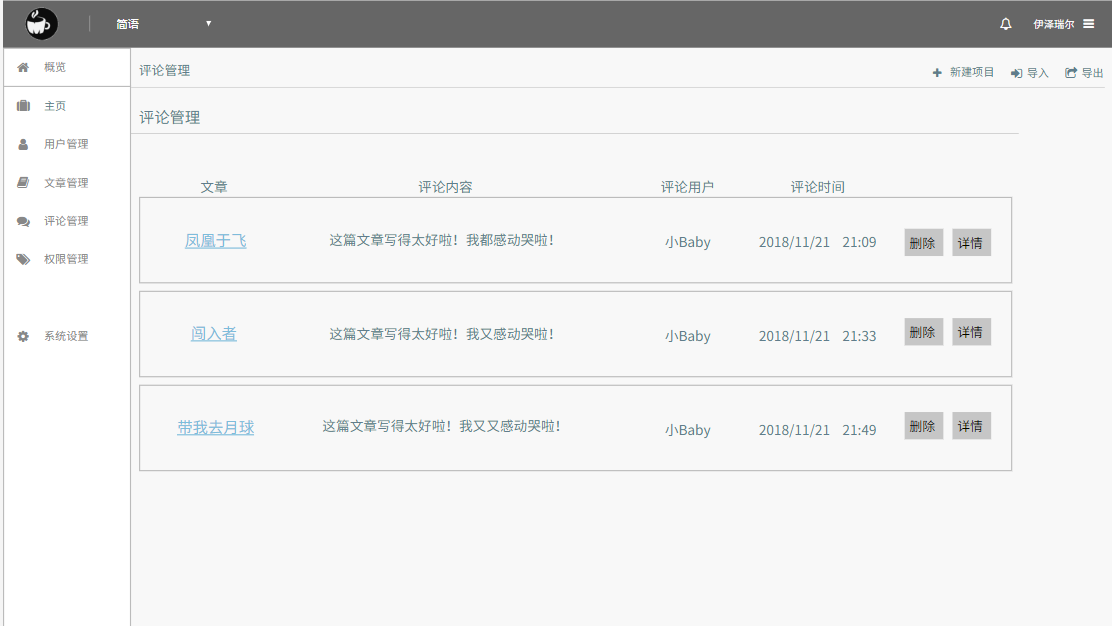 简语 ▼ 伊泽瑞尔
概览
主页
用户管理
文章管理
评论管理
权限管理
系统设置
评论管理 新建项目 导入 导出
评论管理
文章 评论内容 评论用户 评论时间
凤凰于飞 这篇文章写得太好啦！我都感动哭啦！ 小Baby 2018/11/21 21:09 删除 详情
闯入者 这篇文章写得太好啦！我又感动哭啦！ 小Baby 2018/11/21 21:33 删除 详情
带我去月球 这篇文章写得太好啦！我又又感动哭啦！ 小Baby 2018/11/21 21:49 删除 详情